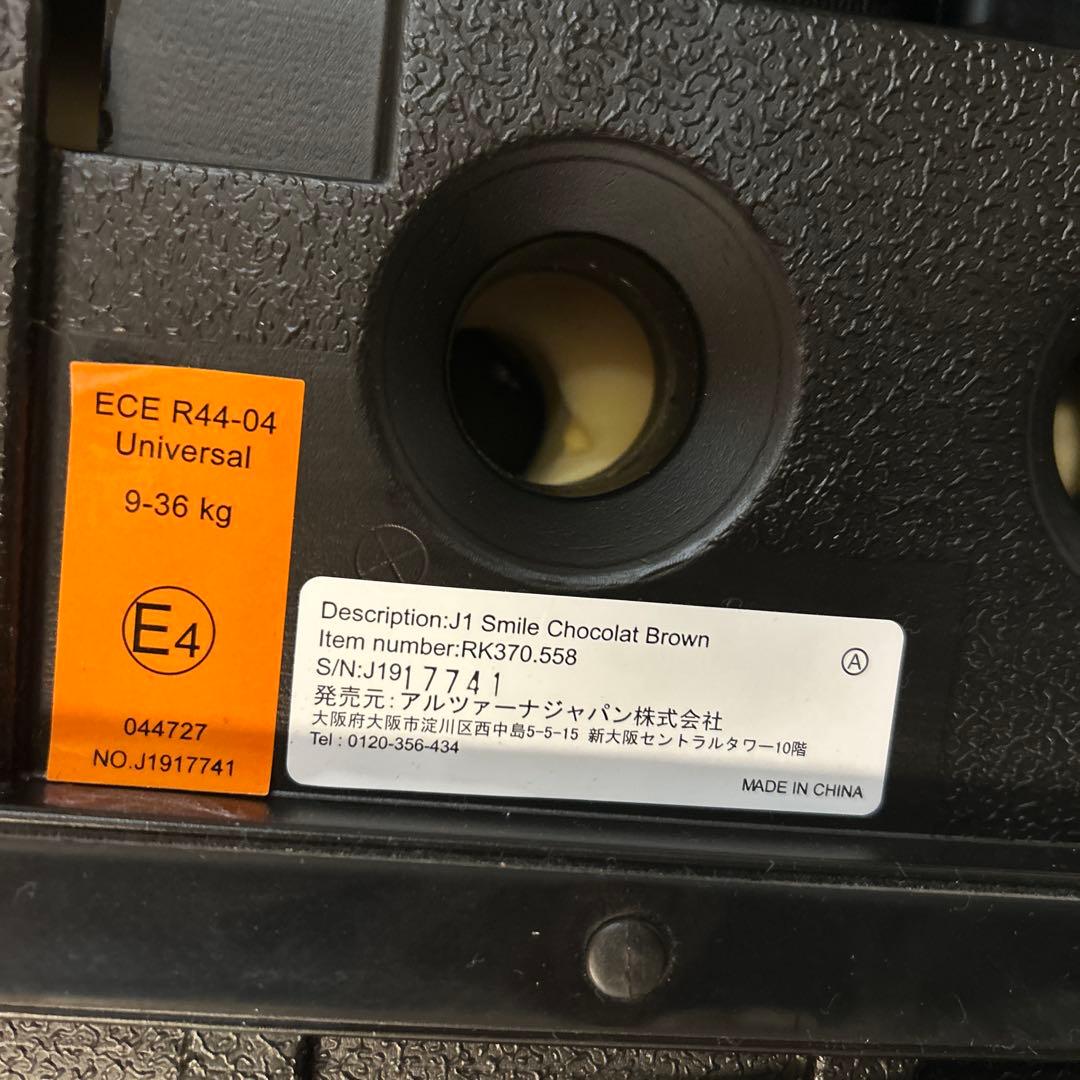 ECE R44-04
Universal
9-36 kg
E4
044727
NO.J1917741
Description:J1 Smile Chocolat Brown
Item number:RK370.558
S/N:J1917741
発売元:アルツァーナジャパン株式会社
大阪府大阪市淀川区西中島5-5-15 新大阪セントラルタワー10階
Tel : 0120-356-434
A
MADE IN CHINA